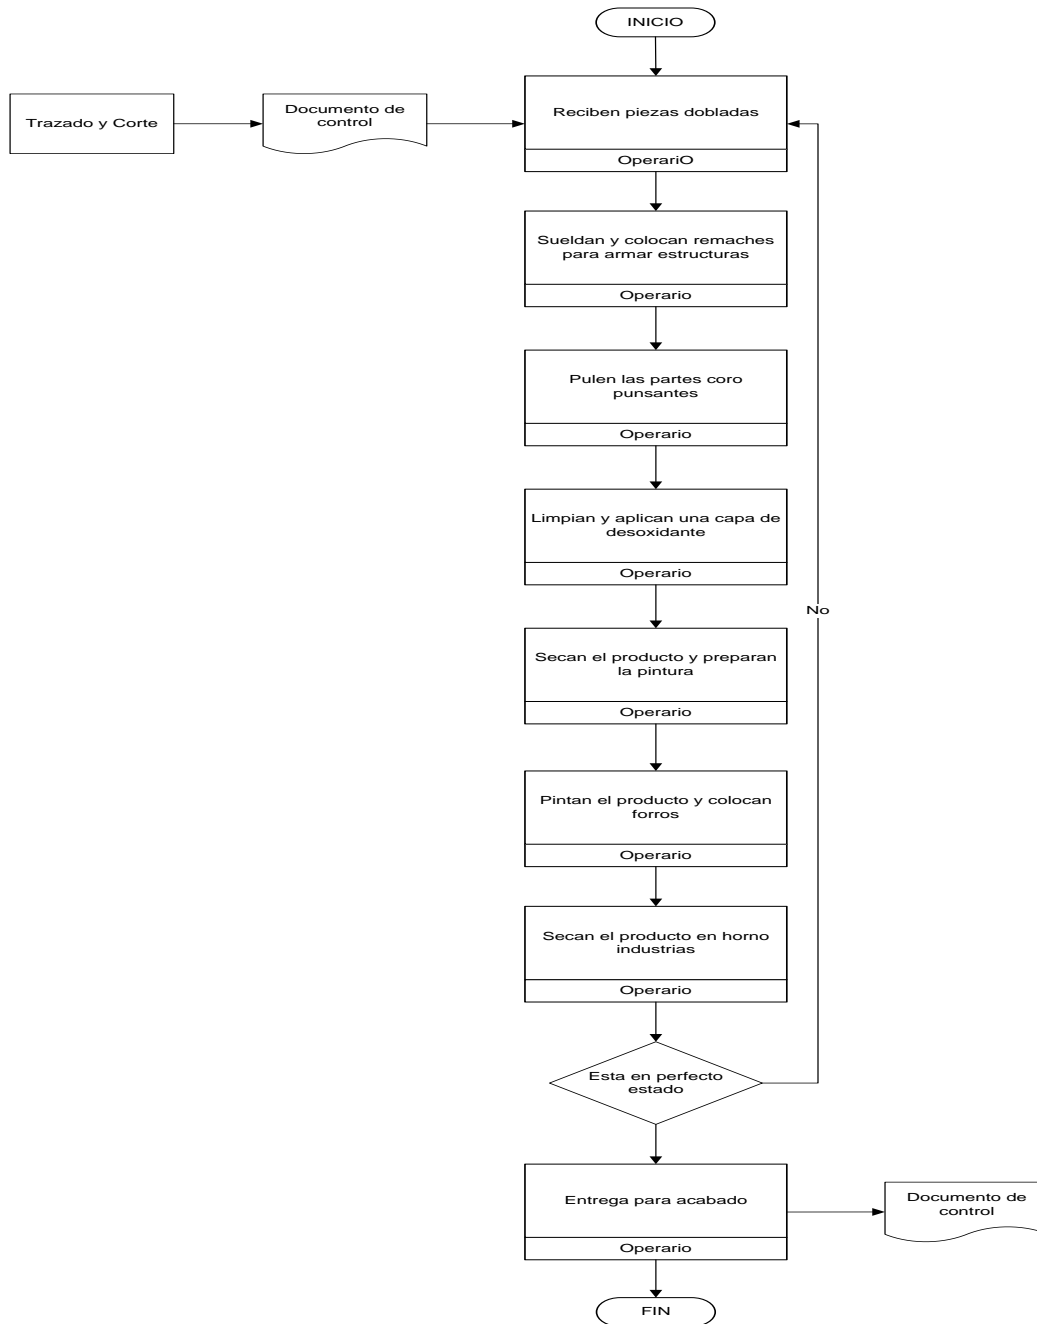 INICIO
Trazado y Corte
Documento de
control
Reciben piezas dobladas
OperariO
Sueldan y colocan remaches
para armar estructuras
Operario
Pulen las partes coro
punsantes
Operario
Limpian y aplican una capa de
desoxidante
Operario
No
Secan el producto y preparan
la pintura
Operario
Pintan el producto y colocan
forros
Operario
Secan el producto en horno
industrias
Operario
Esta en perfecto
estado
Entrega para acabado
Operario
Documento de
control
FIN